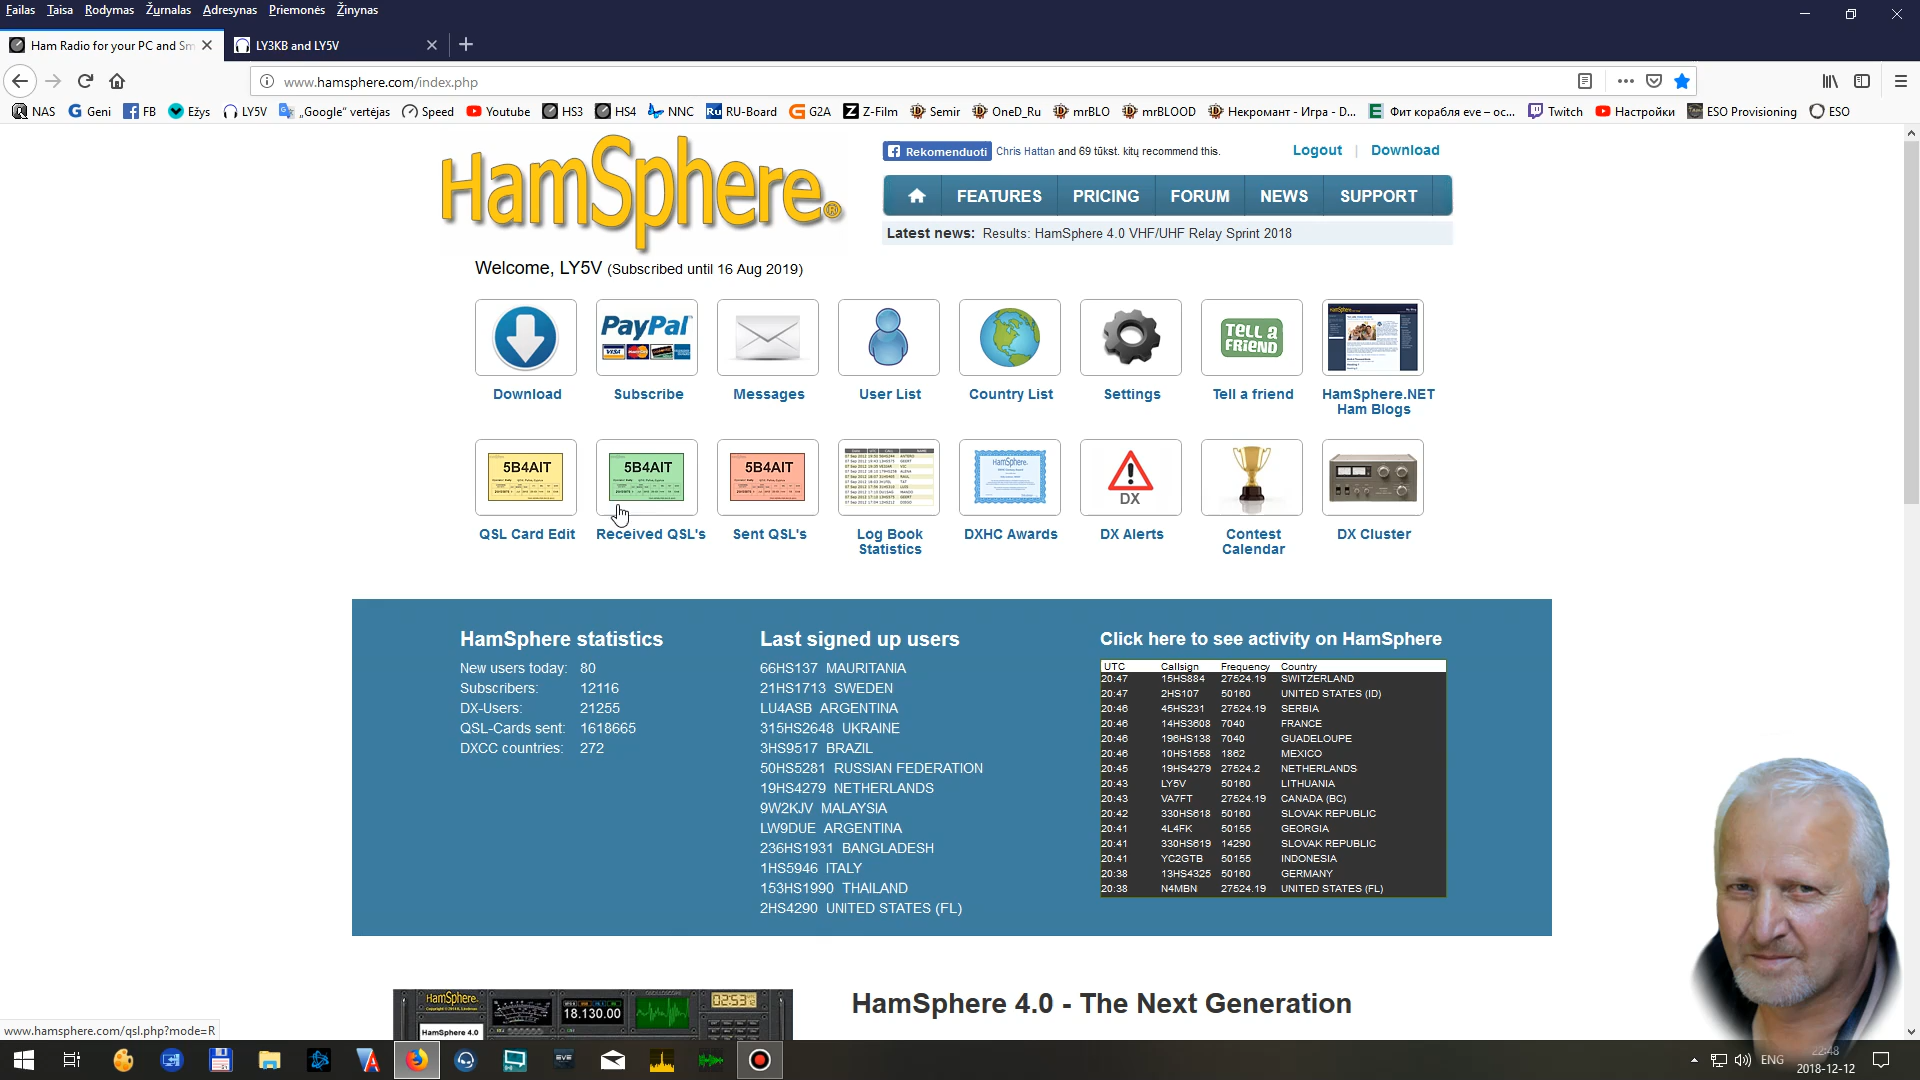 Failas Taisa Rodymas Žurnalas Adresynas Priemonės Žinynas
Ham Radio for your PC and Sm
LY3KB and LY5V
www.hamsphere.com/index.php
NAS Geni FB Ežys LY5V „Google“ vertėjas Speed Youtube HS3 HS4 NNC RU-Board G2A Z-Film Semir OneD_Ru mrBLO mrBLOOD Некромант - Игра - D... Фит корабля eve – ос... Twitch Настройки ESO Provisioning ESO
HamSphere®
Rekomenduoti Chris Hattan and 69 tūkst. kitų recommend this.
Logout | Download
FEATURES PRICING FORUM NEWS SUPPORT
Latest news: Results: HamSphere 4.0 VHF/UHF Relay Sprint 2018
Welcome, LY5V (Subscribed until 16 Aug 2019)
PayPal
VISA
TELL A FRIEND
Download
Subscribe
Messages
User List
Country List
Settings
Tell a friend
HamSphere.NET
Ham Blogs
5B4AIT
5B4AIT
5B4AIT
HamSphere
DX
QSL Card Edit
Received QSL's
Sent QSL's
Log Book
Statistics
DXHC Awards
DX Alerts
Contest
Calendar
DX Cluster
HamSphere statistics
New users today: 80
Subscribers: 12116
DX-Users: 21255
QSL-Cards sent: 1618665
DXCC countries: 272
Last signed up users
66HS137 MAURITANIA
21HS1713 SWEDEN
LU4ASB ARGENTINA
315HS2648 UKRAINE
3HS9517 BRAZIL
50HS5281 RUSSIAN FEDERATION
19HS4279 NETHERLANDS
9W2KJV MALAYSIA
LW9DUE ARGENTINA
236HS1931 BANGLADESH
1HS5946 ITALY
153HS1990 THAILAND
2HS4290 UNITED STATES (FL)
Click here to see activity on HamSphere
UTC Callsign Frequency Country
20:47 15HS884 27524.19 SWITZERLAND
20:47 2HS107 50160 UNITED STATES (ID)
20:46 45HS231 27524.19 SERBIA
20:46 14HS3608 7040 FRANCE
20:46 196HS138 7040 GUADELOUPE
20:46 10HS1558 1862 MEXICO
20:45 19HS4279 27524.2 NETHERLANDS
20:43 LY5V 50160 LITHUANIA
20:43 VA7FT 27524.19 CANADA (BC)
20:42 330HS618 50160 SLOVAK REPUBLIC
20:41 4L4FK 50155 GEORGIA
20:41 330HS619 14290 SLOVAK REPUBLIC
20:41 YC2GTB 50155 INDONESIA
20:38 13HS4325 50160 GERMANY
20:38 N4MBN 27524.19 UNITED STATES (FL)
HamSphere
HamSphere 4.0
18.130.00
02:53
HamSphere 4.0 - The Next Generation
www.hamsphere.com/qsl.php?mode=R
EVE
ENG
22:48
2018-12-12